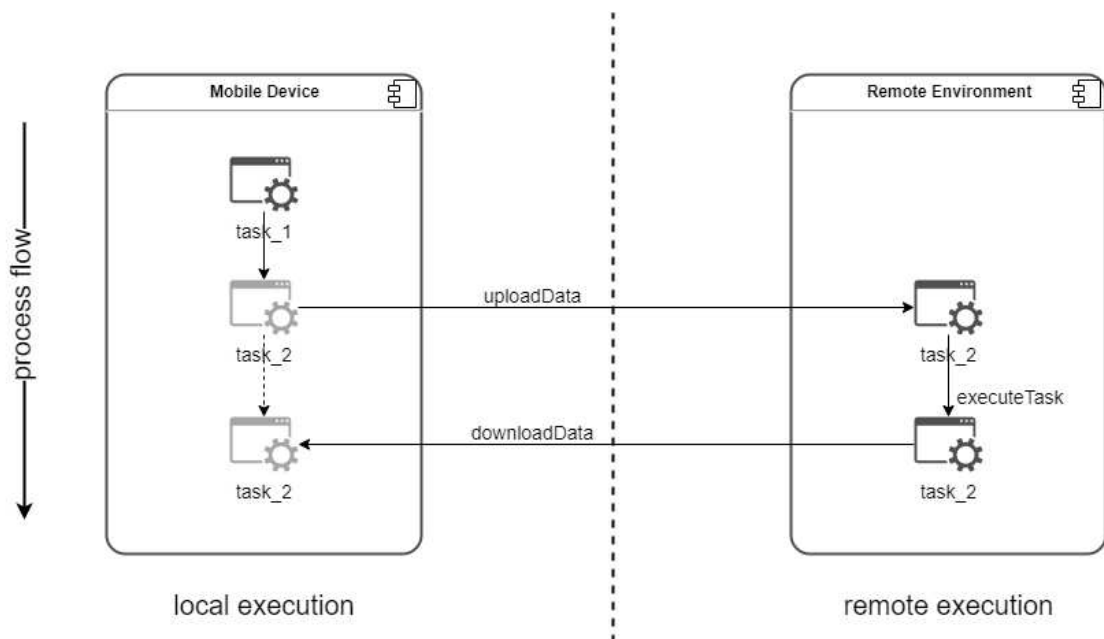 Mobile Device
Remote Environment
process flow
task_1
task_2
uploadData
task_2
executeTask
downloadData
task_2
task_2
local execution
remote execution